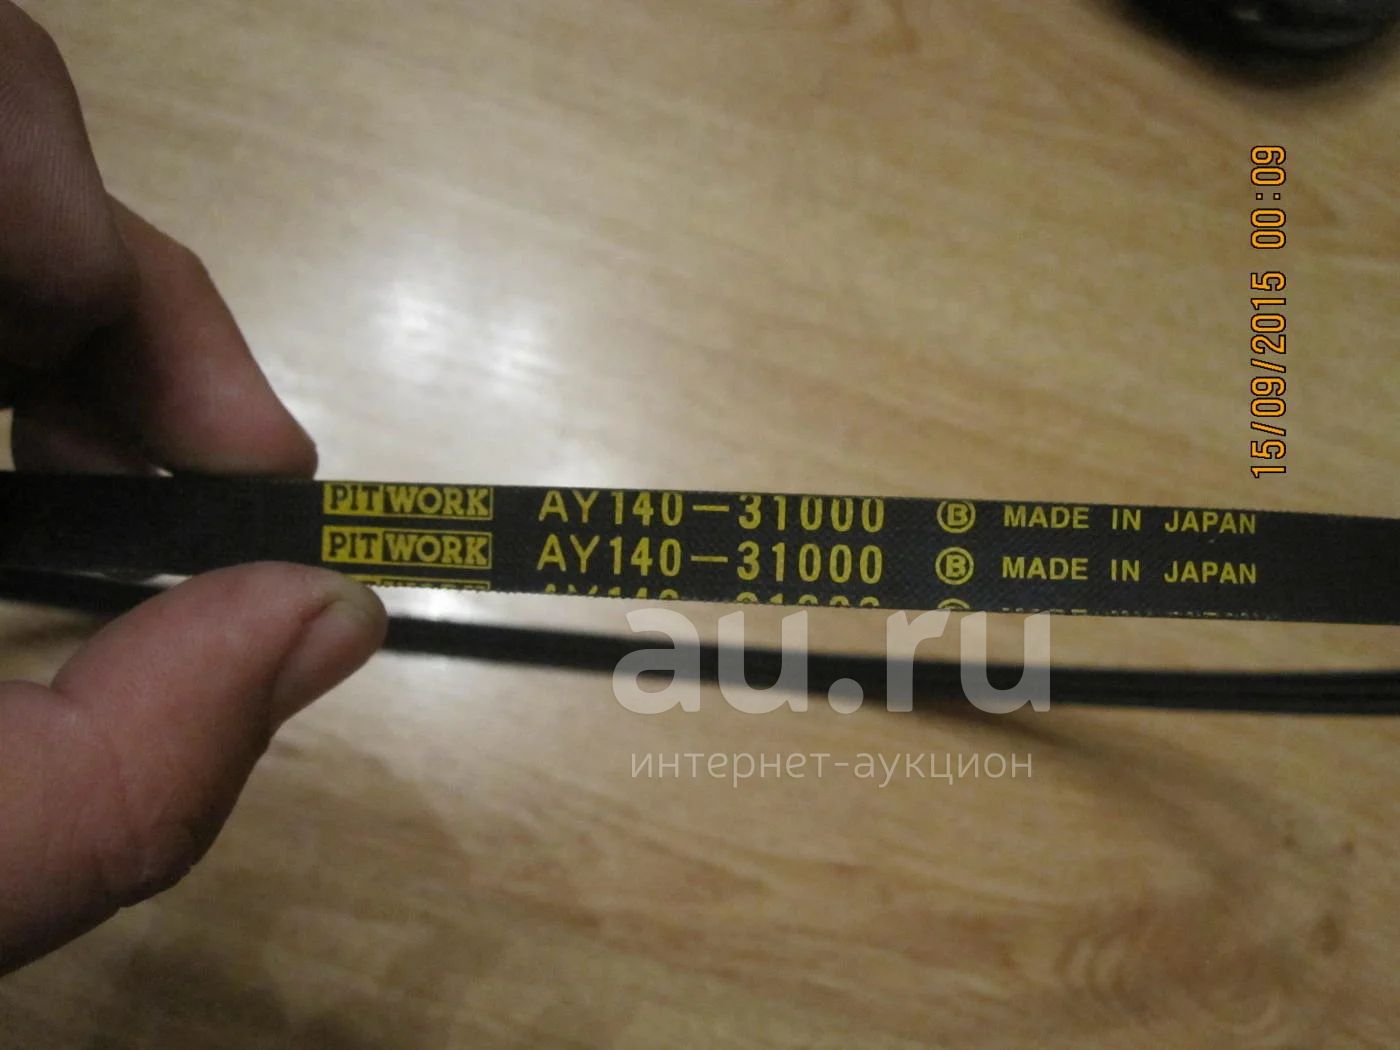 15/09/2015 00:09
PITWORK AY140-31000 B MADE IN JAPAN
PITWORK AY140-31000 B MADE IN JAPAN
au.ru
интернет-аукцион